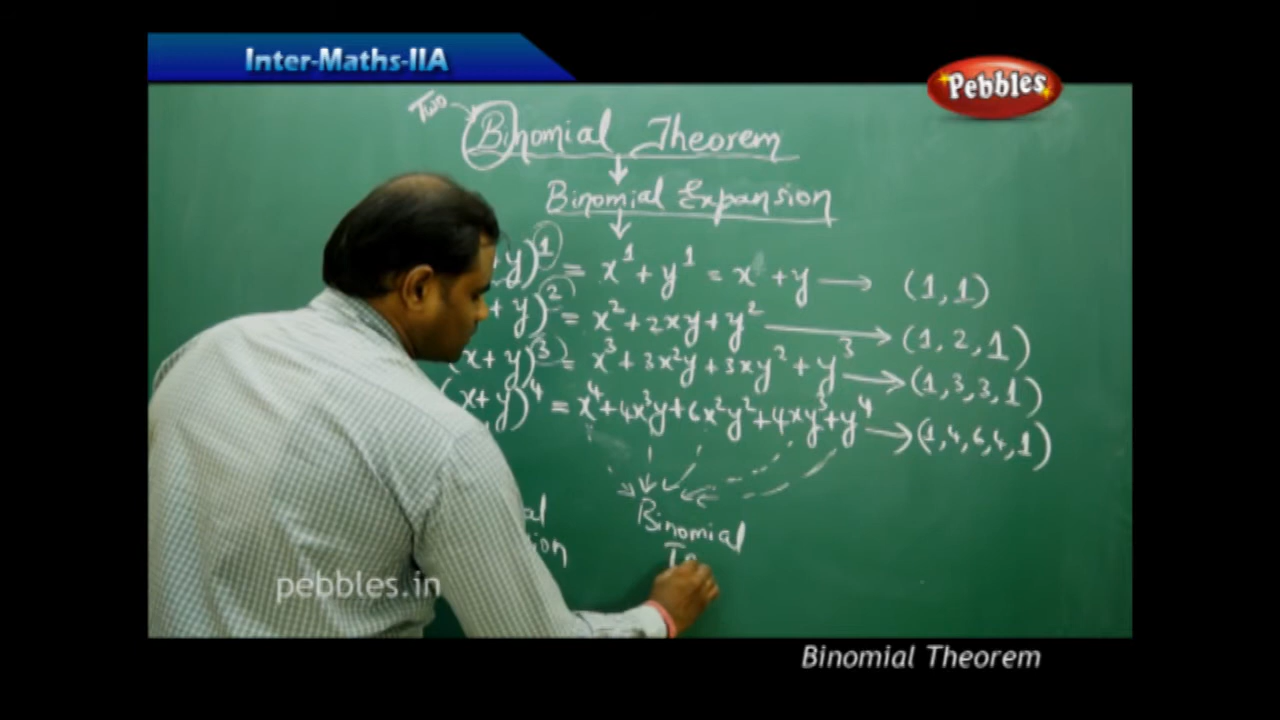 Inter-Maths-IIA
Pebbles
Two
Binomial Theorem
Binomial Expansion
+y)¹ = x¹ + y¹ = x + y → (1,1)
+ y)² = x² + 2xy + y² → (1, 2, 1)
(x + y)³ = x³ + 3x²y + 3xy² + y³ → (1,3,3,1)
(x+y)⁴ = x⁴ + 4x³y + 6x²y² + 4xy³ + y⁴ → (1,4,6,4,1)
Binomial
pebbles.in
Binomial Theorem